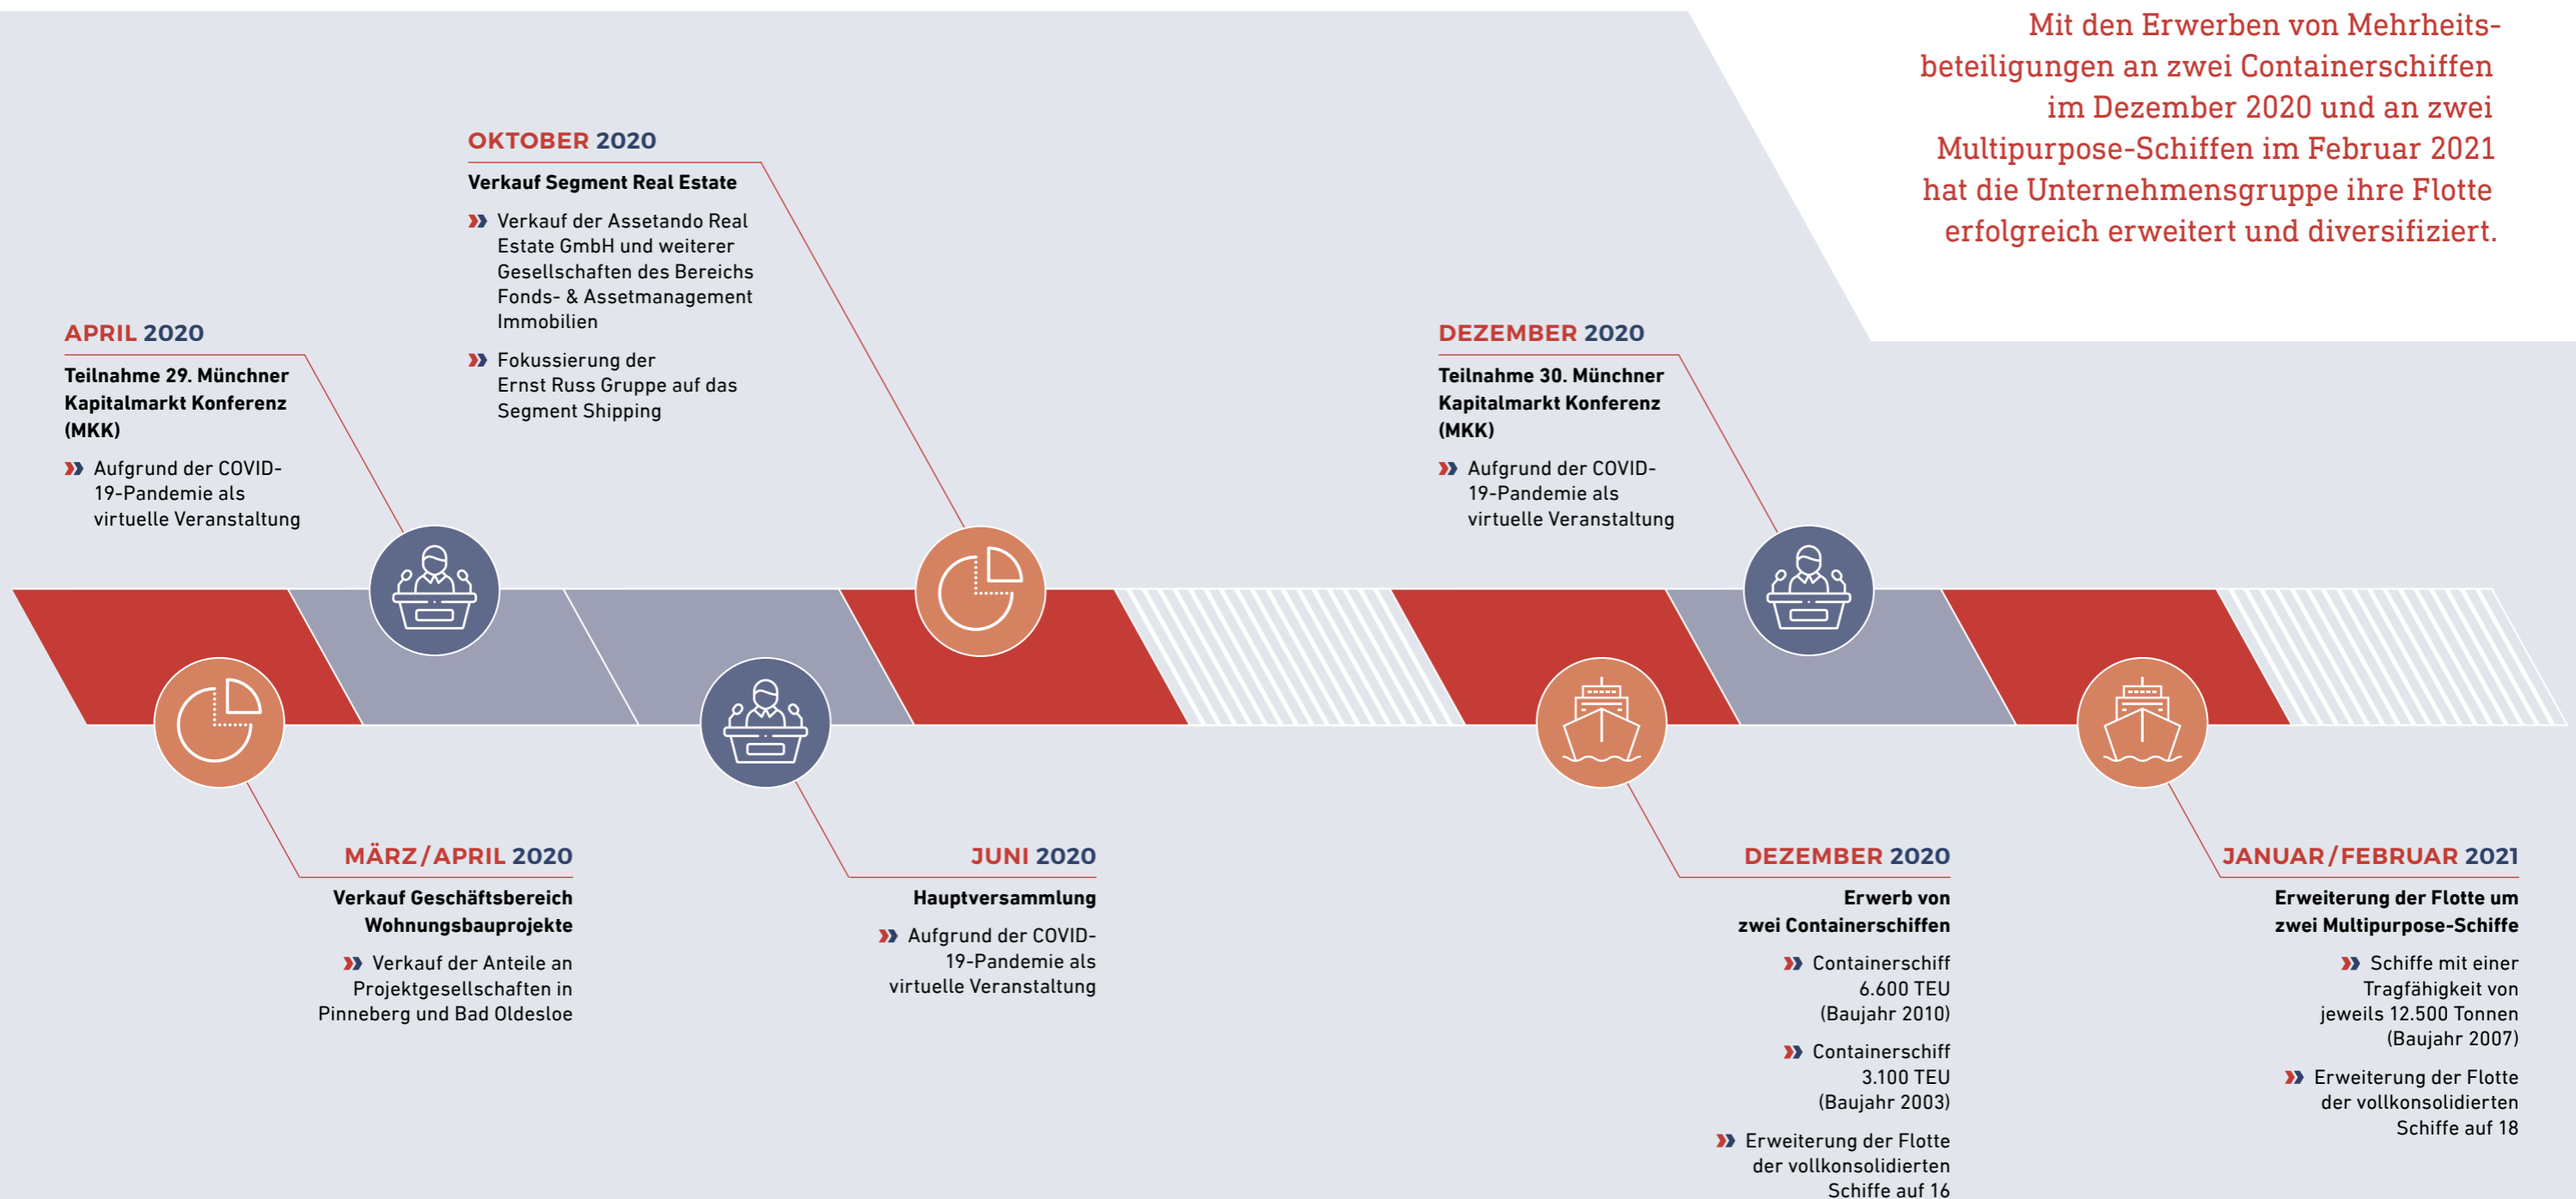 Mit den Erwerben von Mehrheits-
beteiligungen an zwei Containerschiffen
im Dezember 2020 und an zwei
Multipurpose-Schiffen im Februar 2021
hat die Unternehmensgruppe ihre Flotte
erfolgreich erweitert und diversifiziert.
APRIL 2020
Teilnahme 29. Münchner
Kapitalmarkt Konferenz
(MKK)
Aufgrund der COVID-
19-Pandemie als
virtuelle Veranstaltung
OKTOBER 2020
Verkauf Segment Real Estate
Verkauf der Assetando Real
Estate GmbH und weiterer
Gesellschaften des Bereichs
Fonds- & Assetmanagement
Immobilien
Fokussierung der
Ernst Russ Gruppe auf das
Segment Shipping
DEZEMBER 2020
Teilnahme 30. Münchner
Kapitalmarkt Konferenz
(MKK)
Aufgrund der COVID-
19-Pandemie als
virtuelle Veranstaltung
MÄRZ/APRIL 2020
Verkauf Geschäftsbereich
Wohnungsbauprojekte
Verkauf der Anteile an
Projektgesellschaften in
Pinneberg und Bad Oldesloe
JUNI 2020
Hauptversammlung
Aufgrund der COVID-
19-Pandemie als
virtuelle Veranstaltung
DEZEMBER 2020
Erwerb von
zwei Containerschiffen
Containerschiff
6.600 TEU
(Baujahr 2010)
Containerschiff
3.100 TEU
(Baujahr 2003)
Erweiterung der Flotte
der vollkonsolidierten
Schiffe auf 16
JANUAR/FEBRUAR 2021
Erweiterung der Flotte um
zwei Multipurpose-Schiffe
Schiffe mit einer
Tragfähigkeit von
jeweils 12.500 Tonnen
(Baujahr 2007)
Erweiterung der Flotte
der vollkonsolidierten
Schiffe auf 18